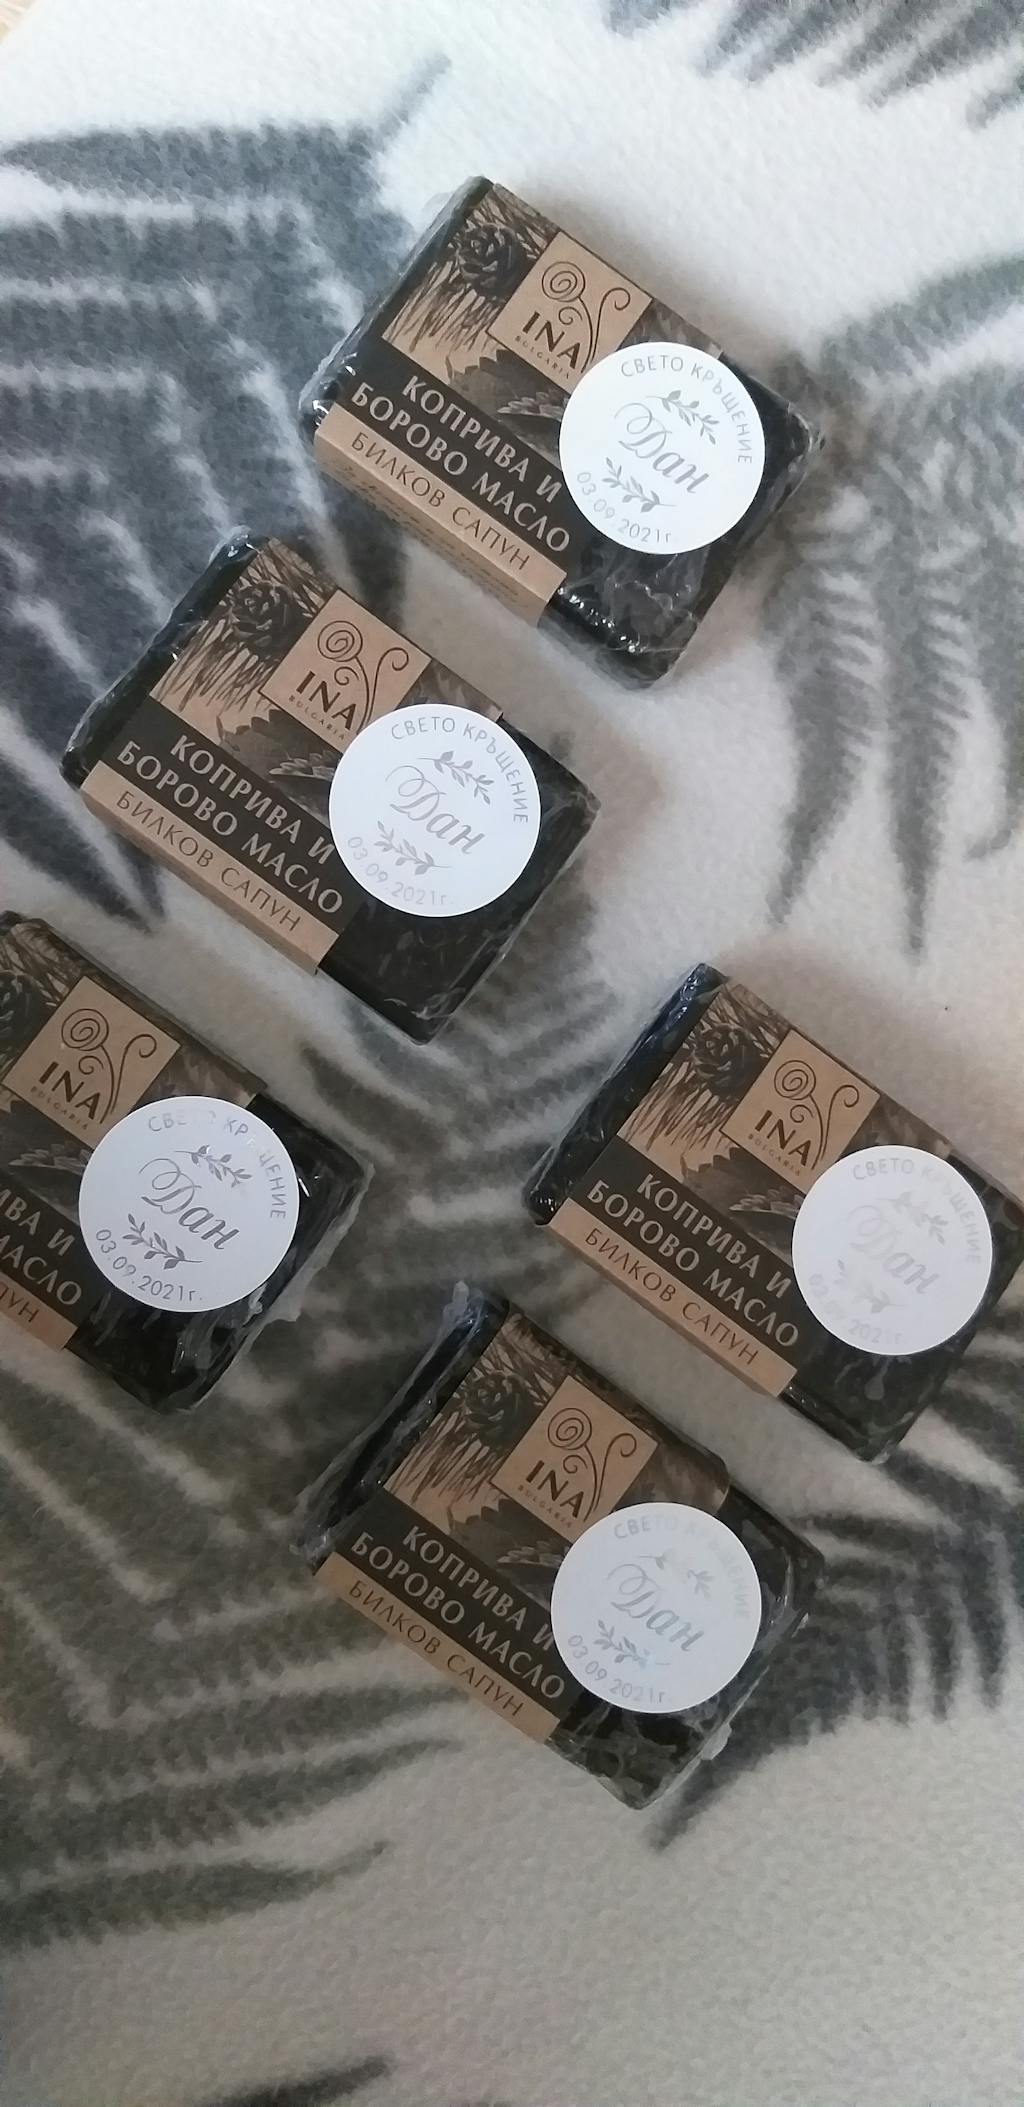 INA
BULGARIA
КОПРИВА И
БОРОВО МАСЛО
БИЛКОВ САПУН
СВЕТО КРЪЩЕНИЕ
Дан
03.09.2021г.
INA
BULGARIA
КОПРИВА И
БОРОВО МАСЛО
БИЛКОВ САПУН
СВЕТО КРЪЩЕНИЕ
Дан
03.09.2021г.
INA
BULGARIA
ИВА И
МАСЛО
ПУН
СВЕТО КРЪЩЕНИЕ
Дан
03.09.2021г.
INA
BULGARIA
КОПРИВА И
БОРОВО МАСЛО
БИЛКОВ САПУН
СВЕТО КРЪЩЕНИЕ
Дан
03.09.2021г.
INA
BULGARIA
КОПРИВА И
БОРОВО МАСЛО
БИЛКОВ САПУН
СВЕТО КРЪЩЕНИЕ
Дан
03.09.2021г.